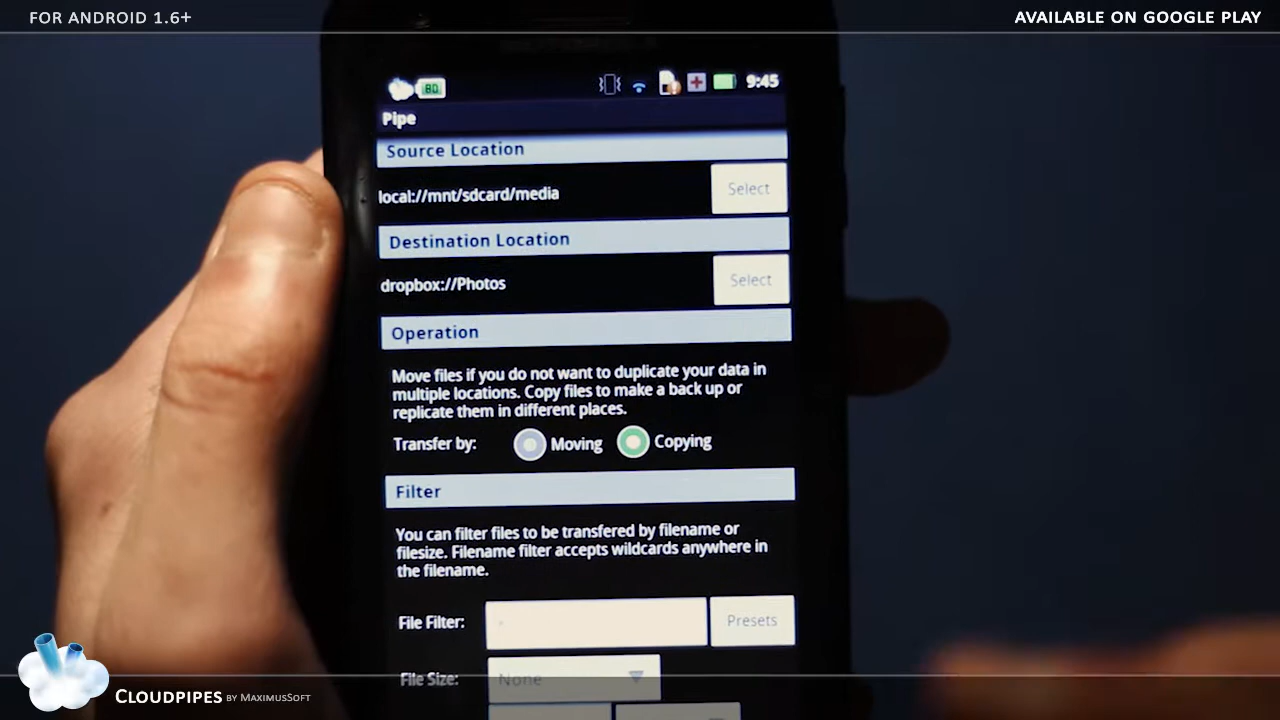 FOR ANDROID 1.6+
AVAILABLE ON GOOGLE PLAY
80
9:45
Pipe
Source Location
local://mnt/sdcard/media
Select
Destination Location
dropbox://Photos
Select
Operation
Move files if you do not want to duplicate your data in
multiple locations. Copy files to make a back up or
replicate them in different places.
Transfer by: Moving Copying
Filter
You can filter files to be transfered by filename or
filesize. Filename filter accepts wildcards anywhere in
the filename.
File Filter: Presets
File Size: None
CLOUDPIPES BY MAXIMUSSOFT